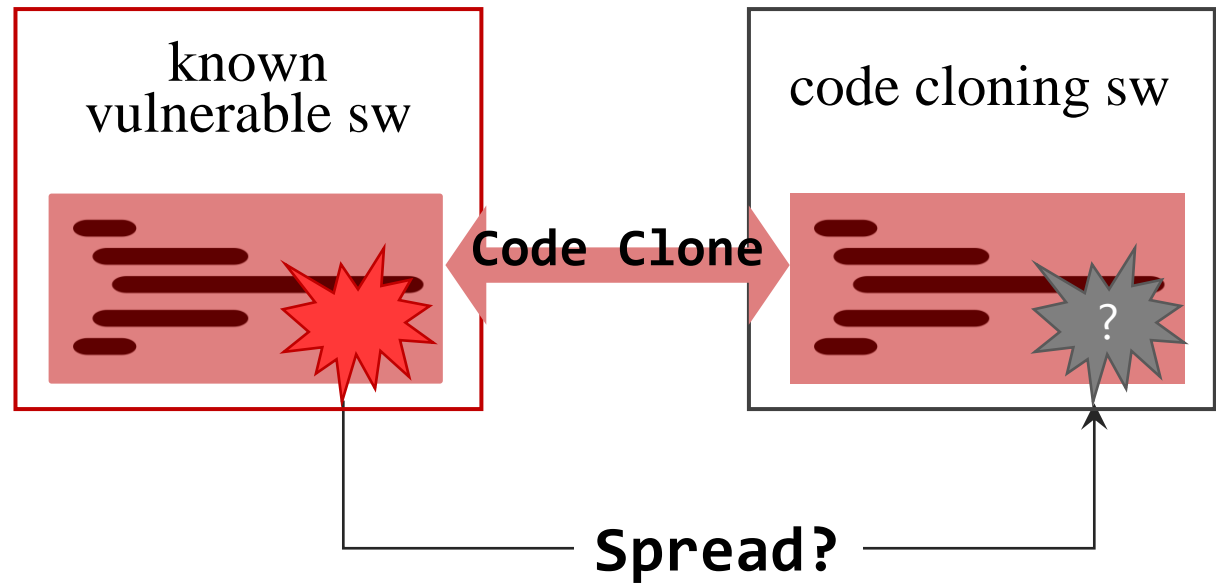 known
vulnerable sw
code cloning sw
Code Clone
?
Spread?